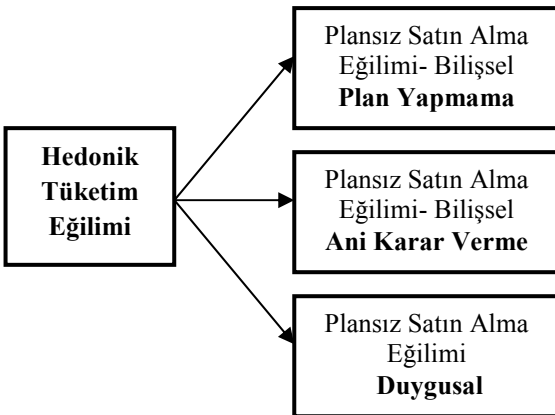 Plansız Satın Alma
Eğilimi- Bilişsel
Plan Yapmama
Hedonik
Tüketim
Eğilimi
Plansız Satın Alma
Eğilimi- Bilişsel
Ani Karar Verme
Plansız Satın Alma
Eğilimi
Duygusal